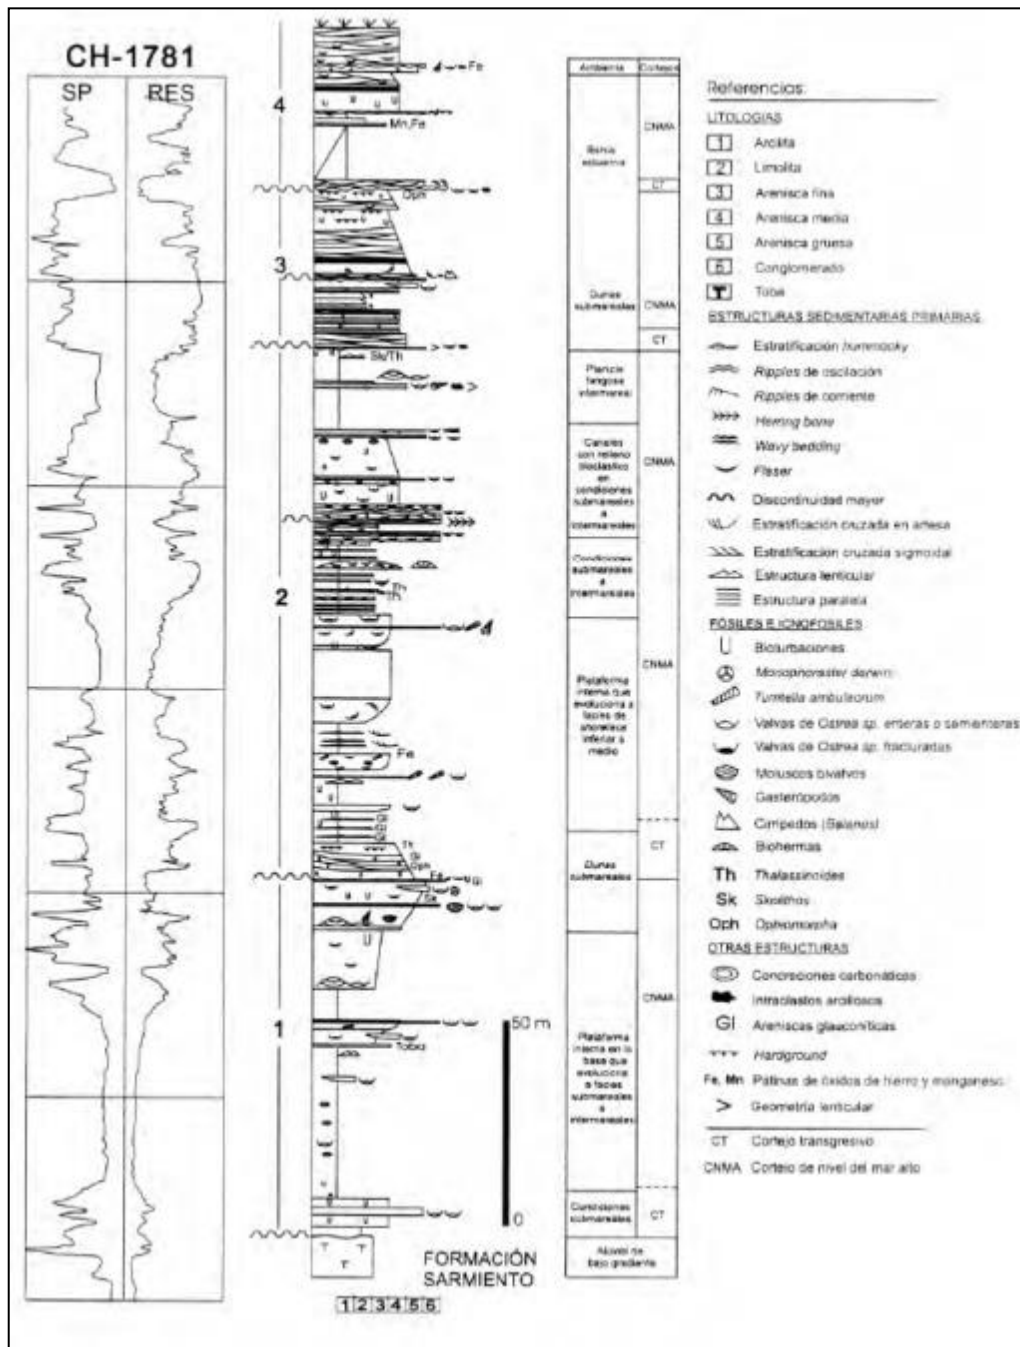 CH-1781
SP
RES
4
Fe
Mn,Fe
Oph
3
Sk/Th
2
Th
Th
Fe
Th
Gl
Oph
Fe
Gl
1
Toba
50 m
0
FORMACIÓN
SARMIENTO
1 2 3 4 5 6
Ambiente
Cortejos
Bahía
estuarina
CNMA
CT
Dunas
submareales
CNMA
CT
Planicie
fangosa
intermareal
Canales
con relleno
bioclástico
en
condiciones
submareales
a
intermareales
CNMA
Condiciones
submareales
a
intermareales
Plataforma
interna que
evoluciona a
facies de
shoreface
inferior a
medio
CNMA
Dunas
submareales
CT
Plataforma
interna en la
base que
evoluciona
a facies
submareales
a
intermareales
CNMA
Condiciones
submareales
CT
Aluvial de
bajo gradiente
Referencias:
LITOLOGIAS
1 Arcilita
2 Limolita
3 Arenisca fina
4 Arenisca media
5 Arenisca gruesa
6 Conglomerado
T Toba
ESTRUCTURAS SEDIMENTARIAS PRIMARIAS
Estratificación hummocky
Ripples de oscilación
Ripples de corriente
Herring bone
Wavy bedding
Flaser
Discontinuidad mayor
Estratificación cruzada en artesa
Estratificación cruzada sigmoidal
Estructura lenticular
Estructura paralela
FÓSILES E ICNOFÓSILES
Bioturbaciones
Monophoraster darwini
Turritella ambulacrum
Valvas de Ostrea sp. enteras o semienteras
Valvas de Ostrea sp. fracturadas
Moluscos bivalvos
Gasterópodos
Cirripedos (Balanos)
Biohermas
Th Thalassinoides
Sk Skolithos
Oph Ophiomorpha
OTRAS ESTRUCTURAS
Concreciones carbonáticas
Intraclastos arcillosos
Gl Areniscas glauconíticas
Hardground
Fe, Mn Pátinas de óxidos de hierro y manganeso
Geometría lenticular
CT Cortejo transgresivo
CNMA Cortejo de nivel del mar alto